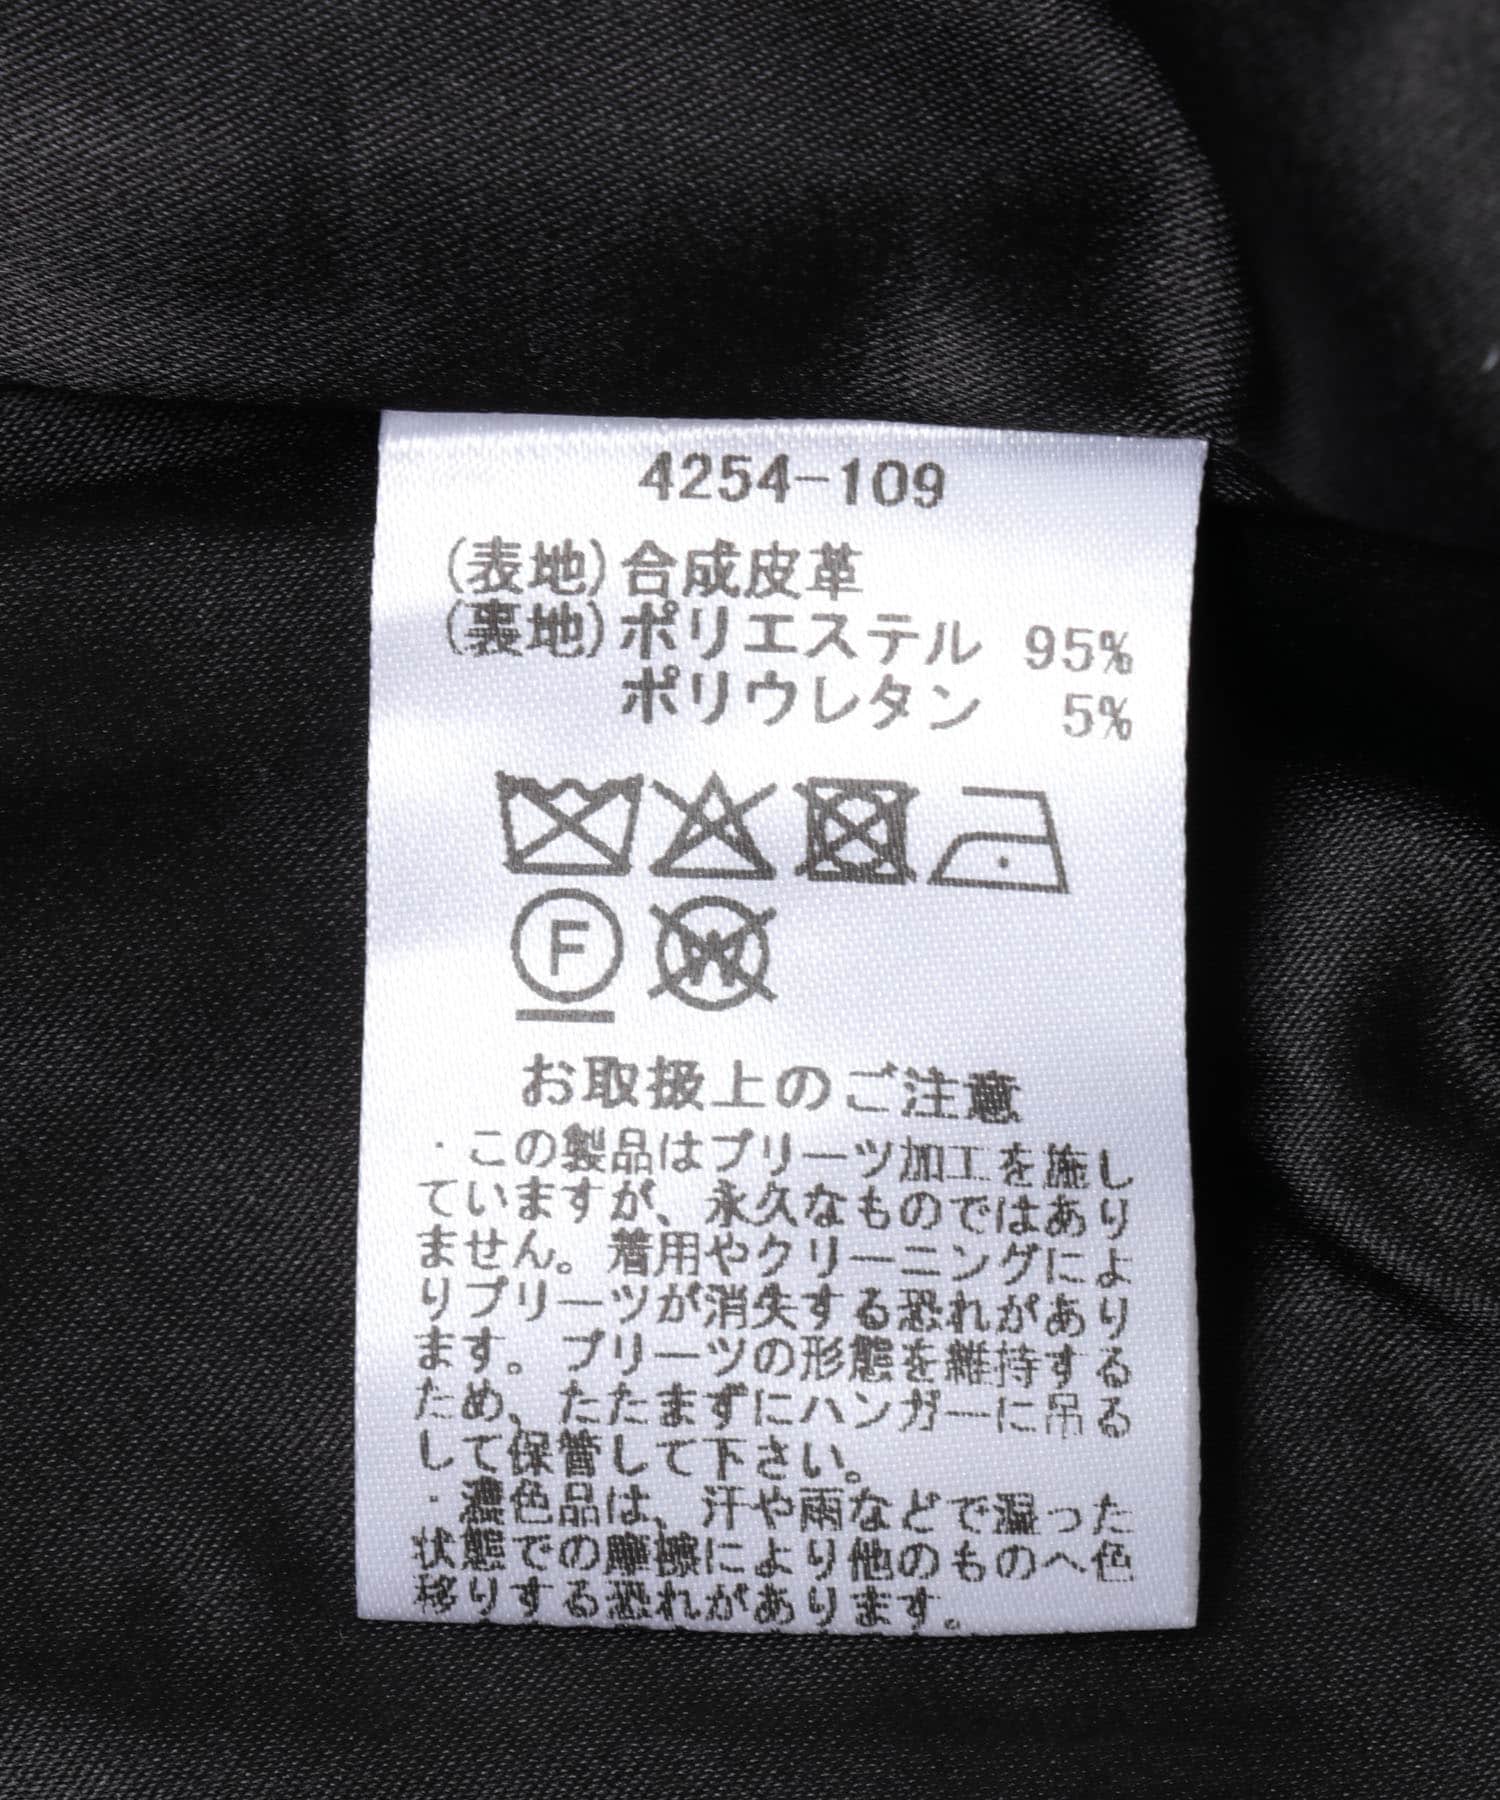 4254-109
(表地)合成皮革
(裏地)ポリエステル 95%
ポリウレタン 5%
F
W
お取扱上のご注意
・この製品はプリーツ加工を施し
ていますが、永久なものではあり
ません。着用やクリーニングによ
りプリーツが消失する恐れがあり
ます。プリーツの形態を維持する
ため、たたまずにハンガーに吊る
して保管して下さい。
・濃色品は、汗や雨などで湿った
状態での摩擦により他のものへ色
移りする恐れがあります。